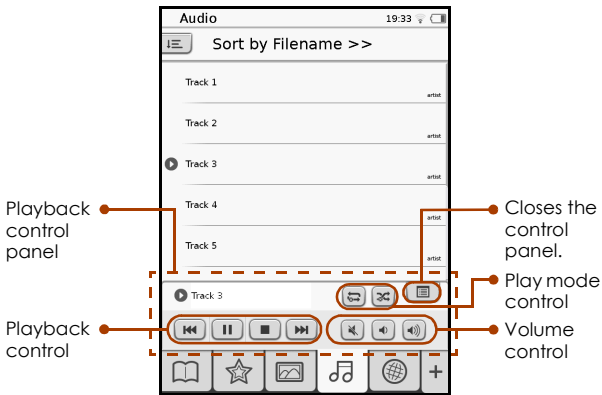 Audio 19:33
Sort by Filename >>
Track 1
artist
Track 2
artist
Track 3
artist
Track 4
artist
Track 5
artist
Track 3
Playback
control
panel
Playback
control
Closes the
control
panel.
Play mode
control
Volume
control